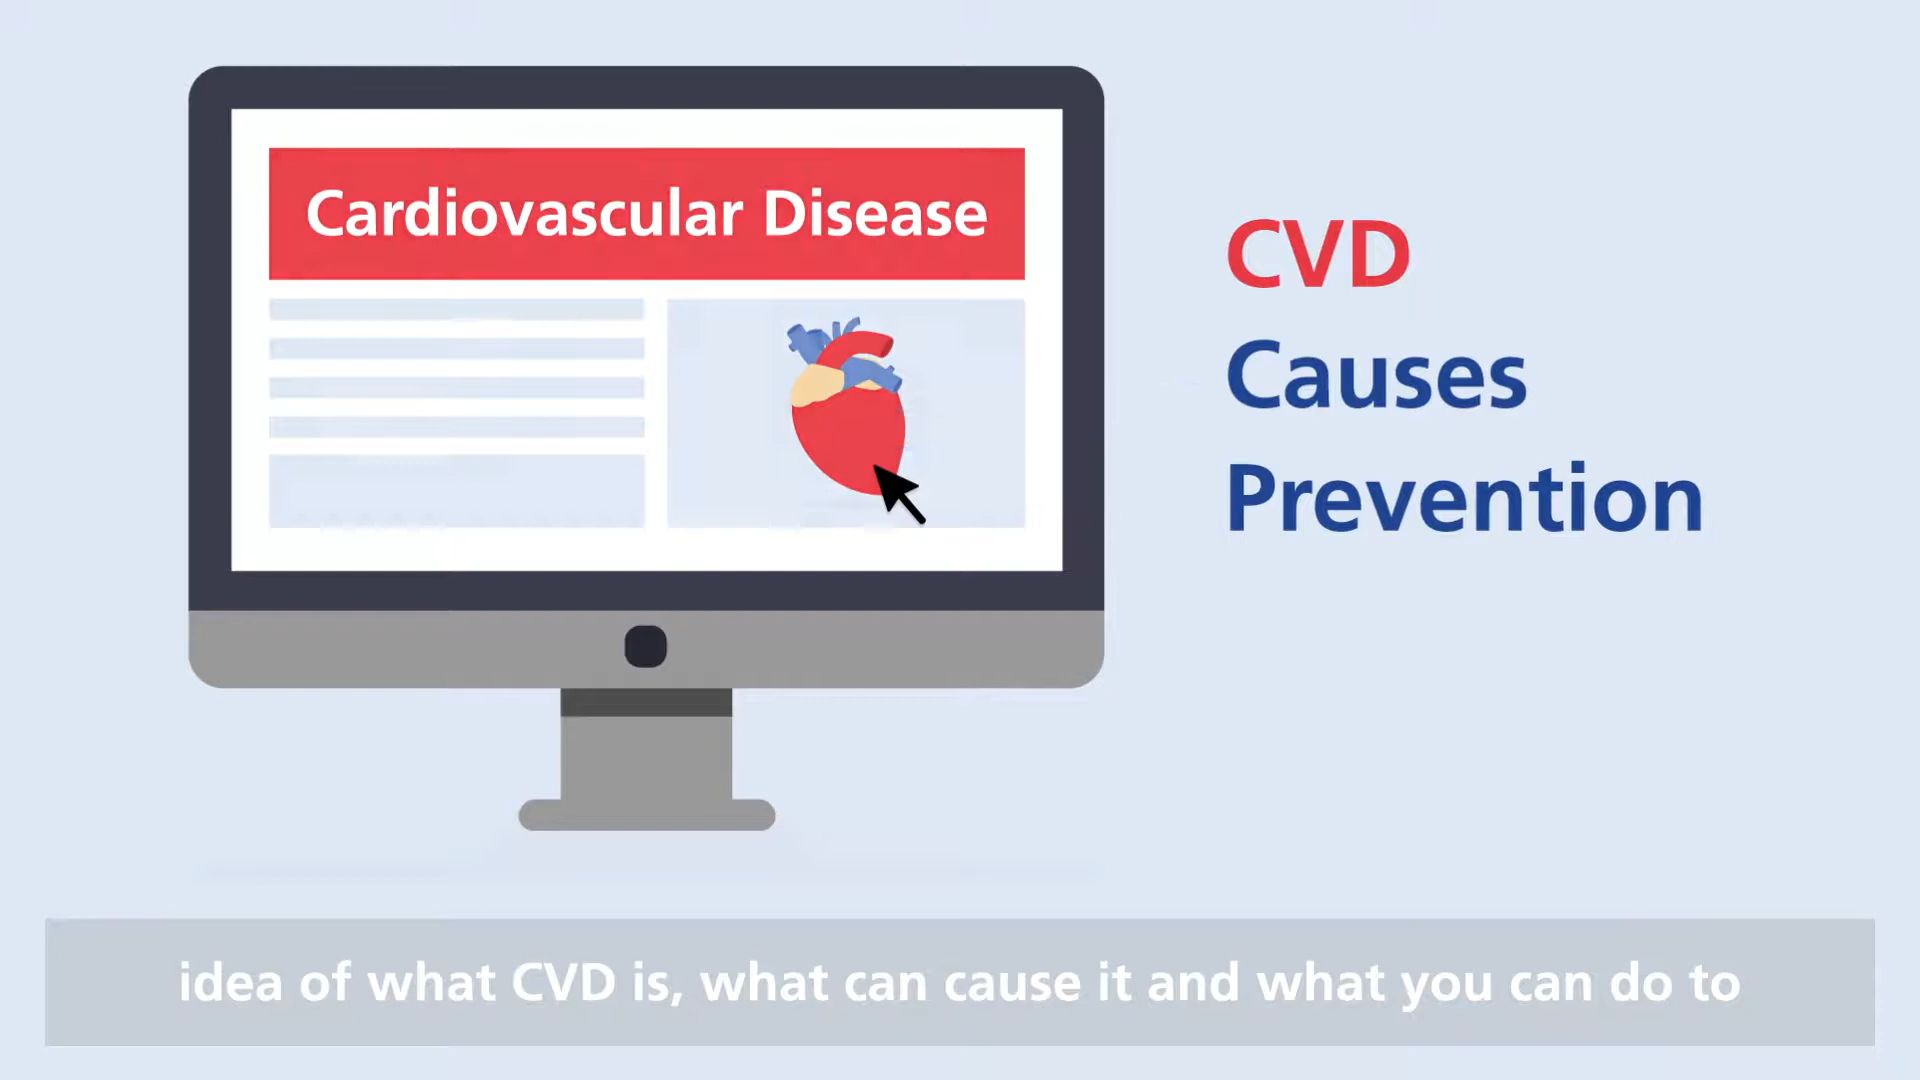 Cardiovascular Disease
CVD
Causes
Prevention
idea of what CVD is, what can cause it and what you can do to